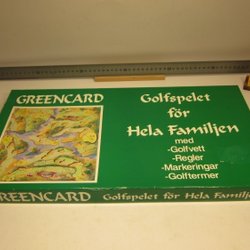 GREENCARD
Golfspelet
för
Hela Familjen
med
-Golfvett
-Regler
-Markeringar
-Golftermer
GREENCARD Golfspelet för Hela Familjen